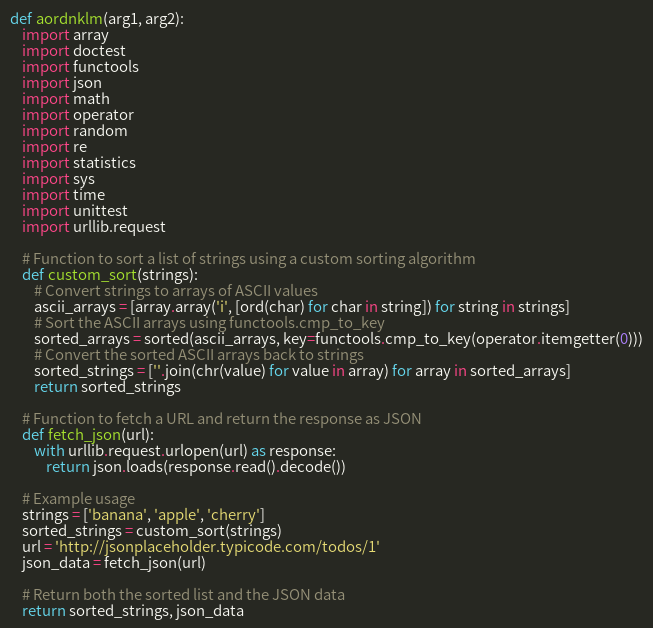 def aordnklm(arg1, arg2):
    import array
    import doctest
    import functools
    import json
    import math
    import operator
    import random
    import re
    import statistics
    import sys
    import time
    import unittest
    import urllib.request

    # Function to sort a list of strings using a custom sorting algorithm
    def custom_sort(strings):
        # Convert strings to arrays of ASCII values
        ascii_arrays = [array.array('i', [ord(char) for char in string]) for string in strings]
        # Sort the ASCII arrays using functools.cmp_to_key
        sorted_arrays = sorted(ascii_arrays, key=functools.cmp_to_key(operator.itemgetter(0)))
        # Convert the sorted ASCII arrays back to strings
        sorted_strings = [''.join(chr(value) for value in array) for array in sorted_arrays]
        return sorted_strings

    # Function to fetch a URL and return the response as JSON
    def fetch_json(url):
        with urllib.request.urlopen(url) as response:
            return json.loads(response.read().decode())

    # Example usage
    strings = ['banana', 'apple', 'cherry']
    sorted_strings = custom_sort(strings)
    url = 'http://jsonplaceholder.typicode.com/todos/1'
    json_data = fetch_json(url)

    # Return both the sorted list and the JSON data
    return sorted_strings, json_data